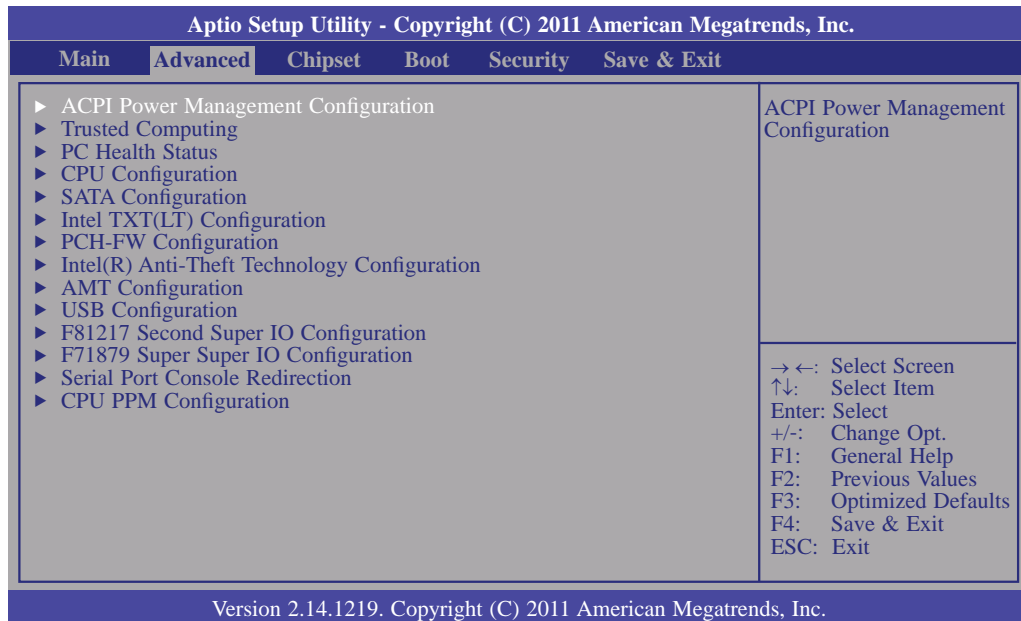 Aptio Setup Utility - Copyright (C) 2011 American Megatrends, Inc.
Main Advanced Chipset Boot Security Save & Exit
► ACPI Power Management Configuration
► Trusted Computing
► PC Health Status
► CPU Configuration
► SATA Configuration
► Intel TXT(LT) Configuration
► PCH-FW Configuration
► Intel(R) Anti-Theft Technology Configuration
► AMT Configuration
► USB Configuration
► F81217 Second Super IO Configuration
► F71879 Super Super IO Configuration
► Serial Port Console Redirection
► CPU PPM Configuration
ACPI Power Management
Configuration
→ ←: Select Screen
↑↓: Select Item
Enter: Select
+/-: Change Opt.
F1: General Help
F2: Previous Values
F3: Optimized Defaults
F4: Save & Exit
ESC: Exit
Version 2.14.1219. Copyright (C) 2011 American Megatrends, Inc.